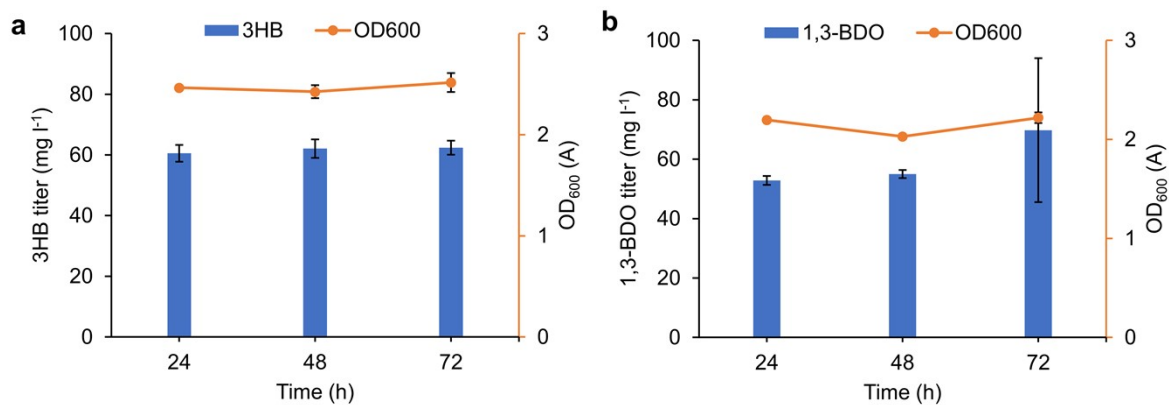 a
3HB OD600
3HB titer (mg l-1)
100
80
60
40
20
0
24 48 72
Time (h)
3
2
1
0
OD600 (A)
b
1,3-BDO OD600
1,3-BDO titer (mg l-1)
100
80
60
40
20
0
24 48 72
Time (h)
3
2
1
0
OD600 (A)